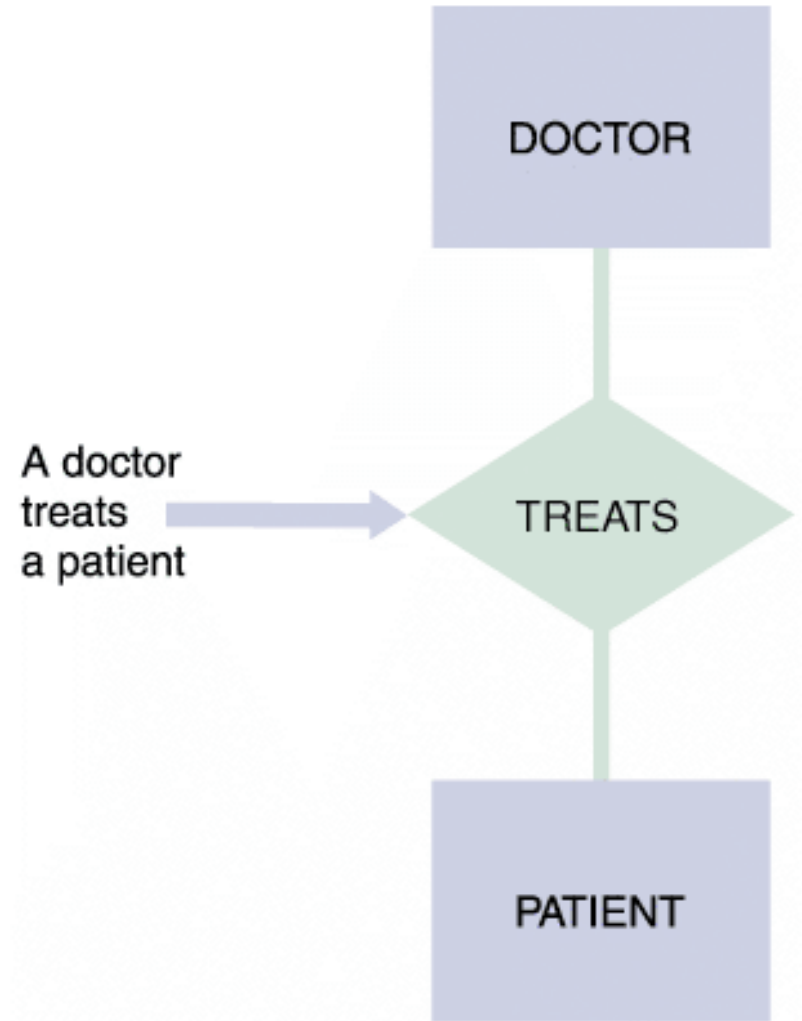 DOCTOR
A doctor
treats
a patient
TREATS
PATIENT